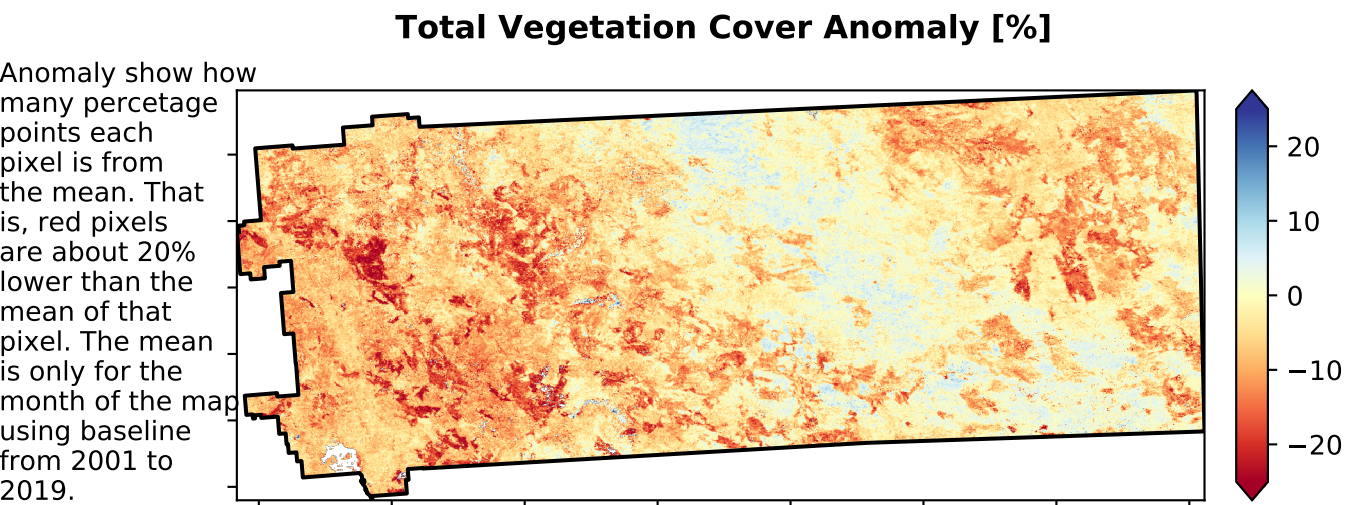 Total Vegetation Cover Anomaly [%]
Anomaly show how
many percetage
points each
pixel is from
the mean. That
is, red pixels
are about 20%
lower than the
mean of that
pixel. The mean
is only for the
month of the map
using baseline
from 2001 to
2019.
20
10
0
−10
−20